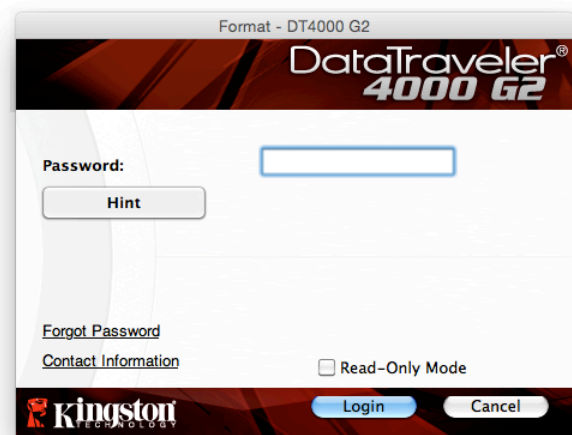 Format - DT4000 G2
DataTraveler®
4000 G2
Password:
Hint
Forgot Password
Contact Information
Read-Only Mode
Kingston
TECHNOLOGY
Login
Cancel